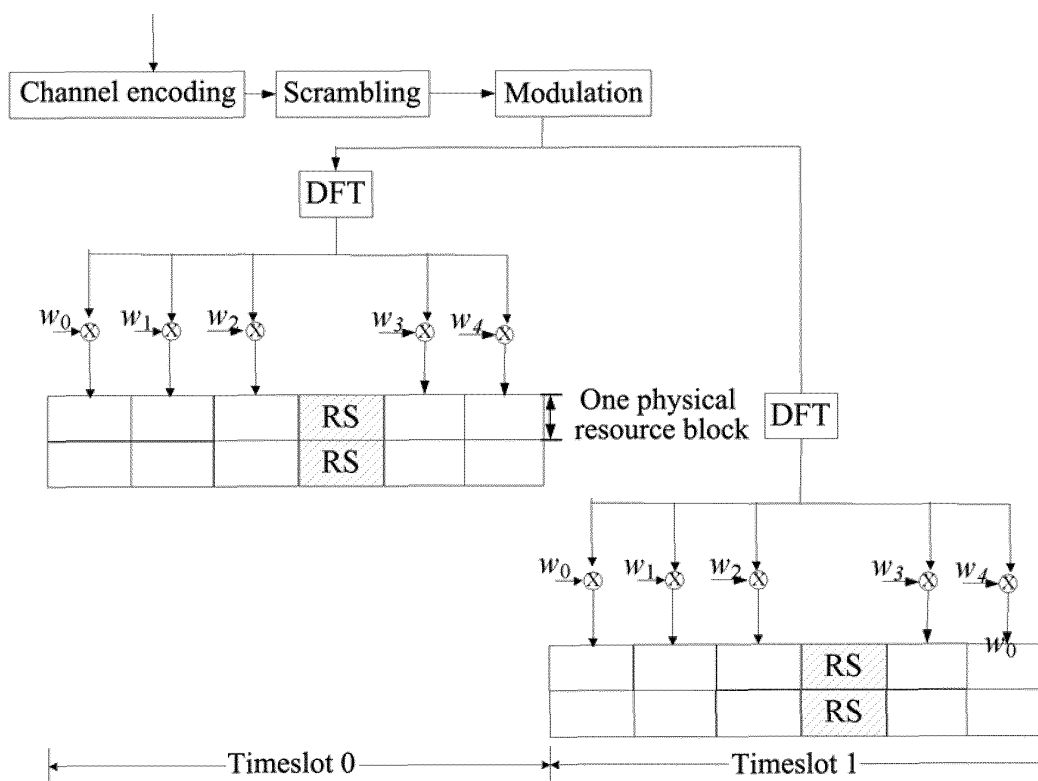 Channel encoding
Scrambling
Modulation
DFT
w₀ w₁ w₂ w₃ w₄
X X X X X
RS
RS
One physical
resource block
DFT
w₀ w₁ w₂ w₃ w₄
X X X X X
w₀
RS
RS
Timeslot 0
Timeslot 1